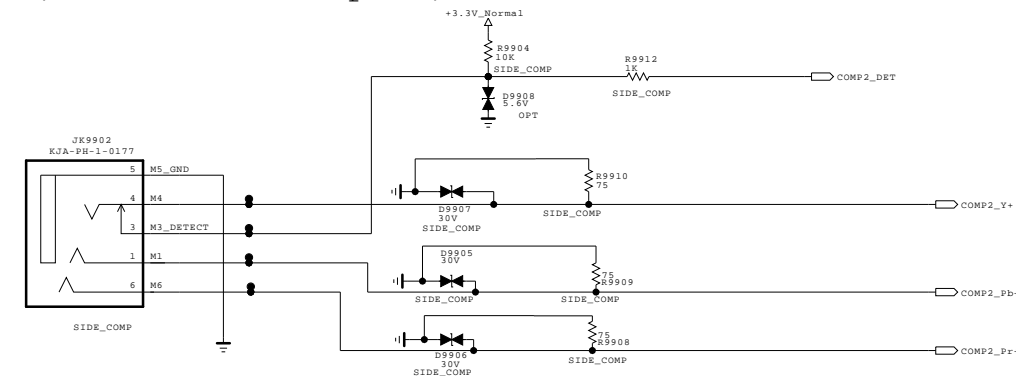 +3.3V_Normal
R9904
10K
SIDE_COMP
R9912
1K
SIDE_COMP
COMP2_DET
D9908
5.6V
OPT
JK9902
KJA-PH-1-0177
5 M5_GND
4 M4
3 M3_DETECT
1 M1
6 M6
SIDE_COMP
R9910
75
SIDE_COMP
D9907
30V
SIDE_COMP
COMP2_Y+
D9905
30V
SIDE_COMP
75
R9909
SIDE_COMP
COMP2_Pb
D9906
30V
SIDE_COMP
75
R9908
SIDE_COMP
COMP2_Pr